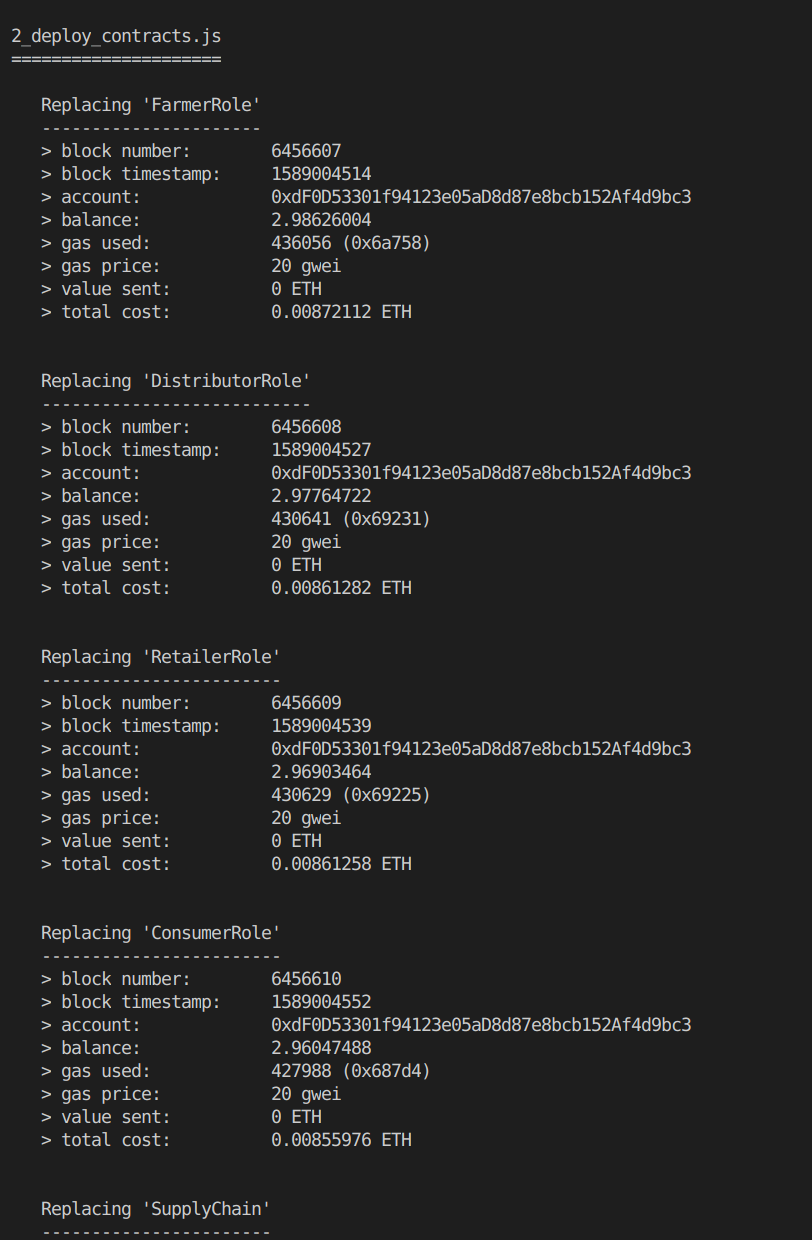 2_deploy_contracts.js
=====================
Replacing 'FarmerRole'
----------------------
> block number:        6456607
> block timestamp:     1589004514
> account:             0xdF0D53301f94123e05aD8d87e8bcb152Af4d9bc3
> balance:             2.98626004
> gas used:            436056 (0x6a758)
> gas price:           20 gwei
> value sent:          0 ETH
> total cost:          0.00872112 ETH
Replacing 'DistributorRole'
---------------------------
> block number:        6456608
> block timestamp:     1589004527
> account:             0xdF0D53301f94123e05aD8d87e8bcb152Af4d9bc3
> balance:             2.97764722
> gas used:            430641 (0x69231)
> gas price:           20 gwei
> value sent:          0 ETH
> total cost:          0.00861282 ETH
Replacing 'RetailerRole'
------------------------
> block number:        6456609
> block timestamp:     1589004539
> account:             0xdF0D53301f94123e05aD8d87e8bcb152Af4d9bc3
> balance:             2.96903464
> gas used:            430629 (0x69225)
> gas price:           20 gwei
> value sent:          0 ETH
> total cost:          0.00861258 ETH
Replacing 'ConsumerRole'
------------------------
> block number:        6456610
> block timestamp:     1589004552
> account:             0xdF0D53301f94123e05aD8d87e8bcb152Af4d9bc3
> balance:             2.96047488
> gas used:            427988 (0x687d4)
> gas price:           20 gwei
> value sent:          0 ETH
> total cost:          0.00855976 ETH
Replacing 'SupplyChain'
-----------------------